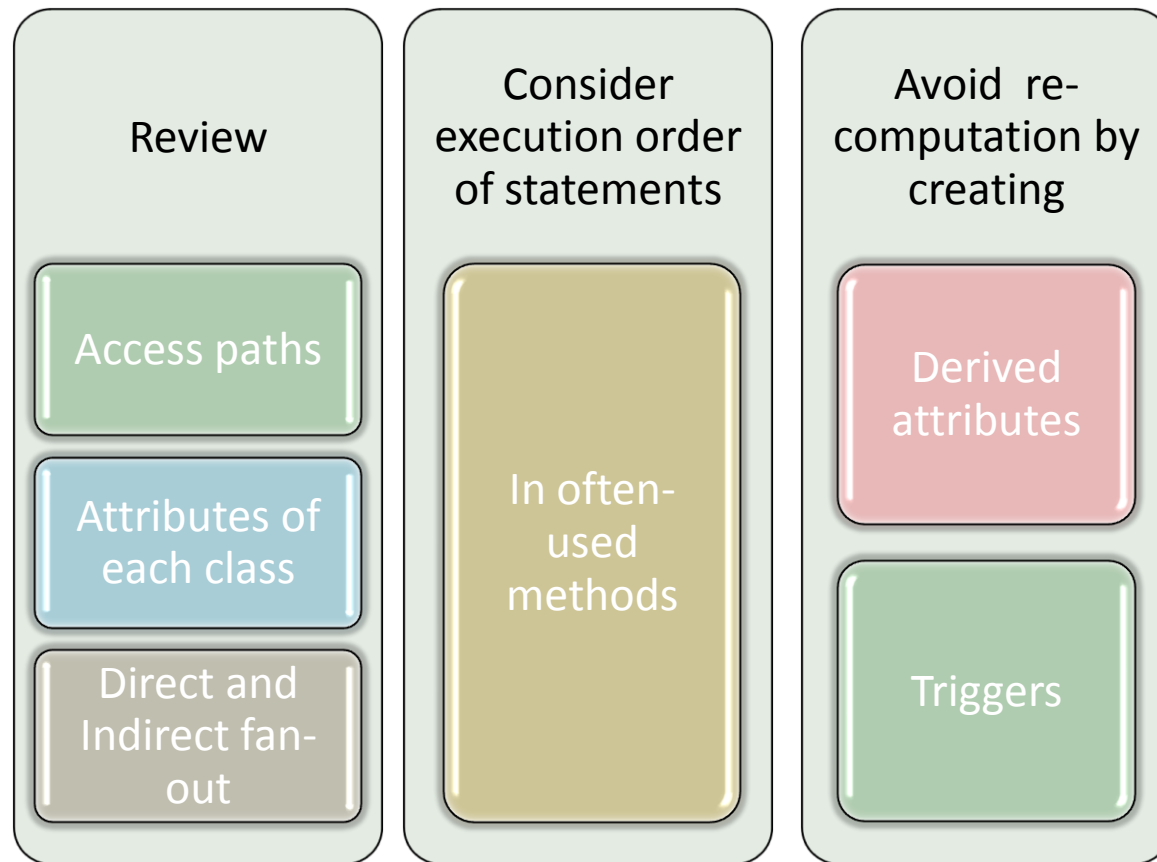 Review
Access paths
Attributes of
each class
Direct and
Indirect fan-
out
Consider
execution order
of statements
In often-
used
methods
Avoid re-
computation by
creating
Derived
attributes
Triggers